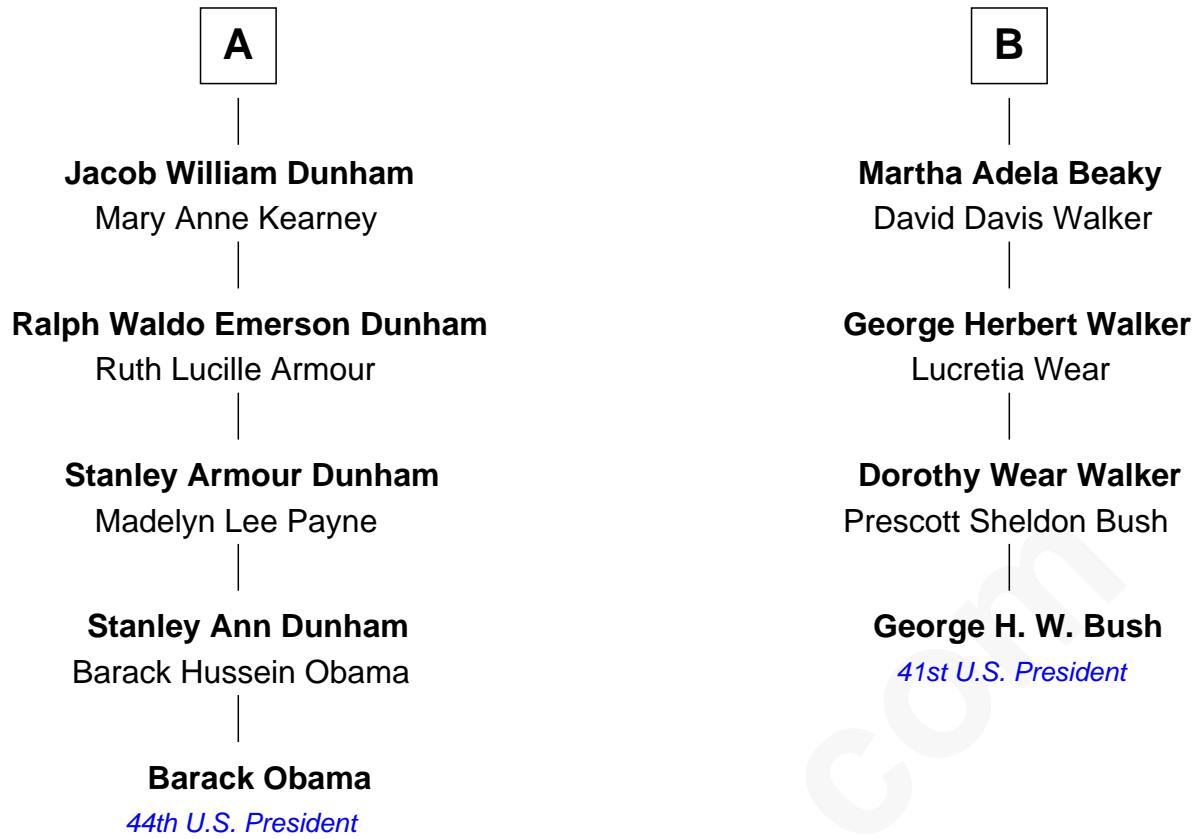 A
Jacob William Dunham
Mary Anne Kearney
Ralph Waldo Emerson Dunham
Ruth Lucille Armour
Stanley Armour Dunham
Madelyn Lee Payne
Stanley Ann Dunham
Barack Hussein Obama
Barack Obama
44th U.S. President
B
Martha Adela Beaky
David Davis Walker
George Herbert Walker
Lucretia Wear
Dorothy Wear Walker
Prescott Sheldon Bush
George H. W. Bush
41st U.S. President
com